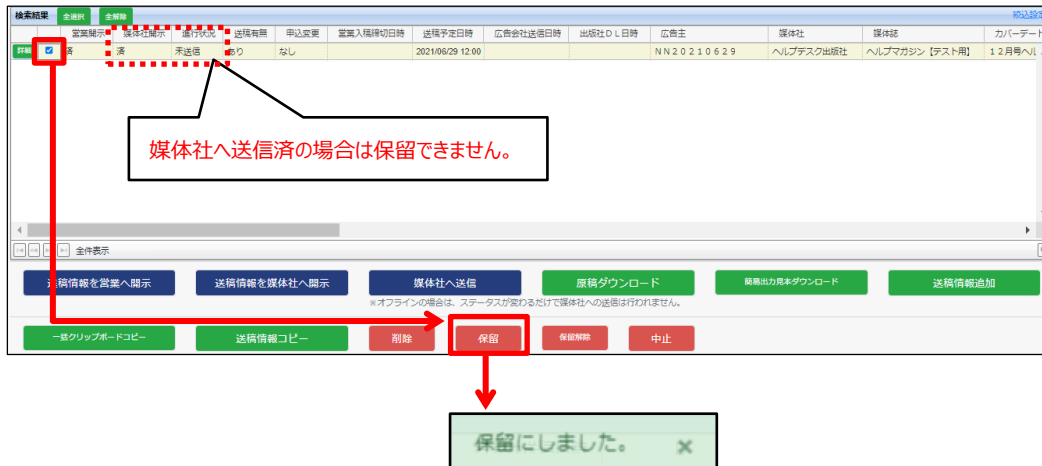 検索結果 全選択 全解除 絞込設定
営業開示 媒体社開示 進行状況 送稿有無 申込変更 営業入稿締切日時 送稿予定日時 広告会社送信日時 出版社ＤＬ日時 広告主 媒体社 媒体誌 カバーデート
詳細 済 済 未送信 あり なし 2021/06/29 12:00 ＮＮ２０２１０６２９ ヘルプデスク出版社 ヘルプマガジン【テスト用】 １２月号ヘル
媒体社へ送信済の場合は保留できません。
全件表示
送稿情報を営業へ開示 送稿情報を媒体社へ開示 媒体社へ送信 原稿ダウンロード 簡易出力見本ダウンロード 送稿情報追加
※オフラインの場合は、ステータスが変わるだけで媒体社への送信は行われません。
一括クリップボードコピー 送稿情報コピー 削除 保留 保留解除 中止
保留にしました。 ×